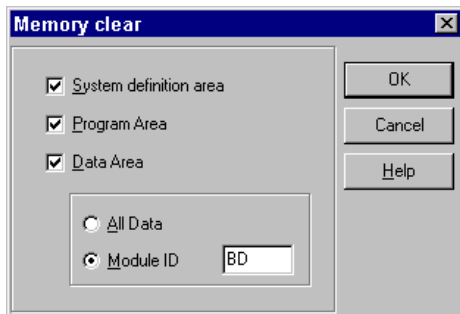 Memory clear
System definition area
OK
Program Area
Cancel
Data Area
Help
All Data
Module ID BD